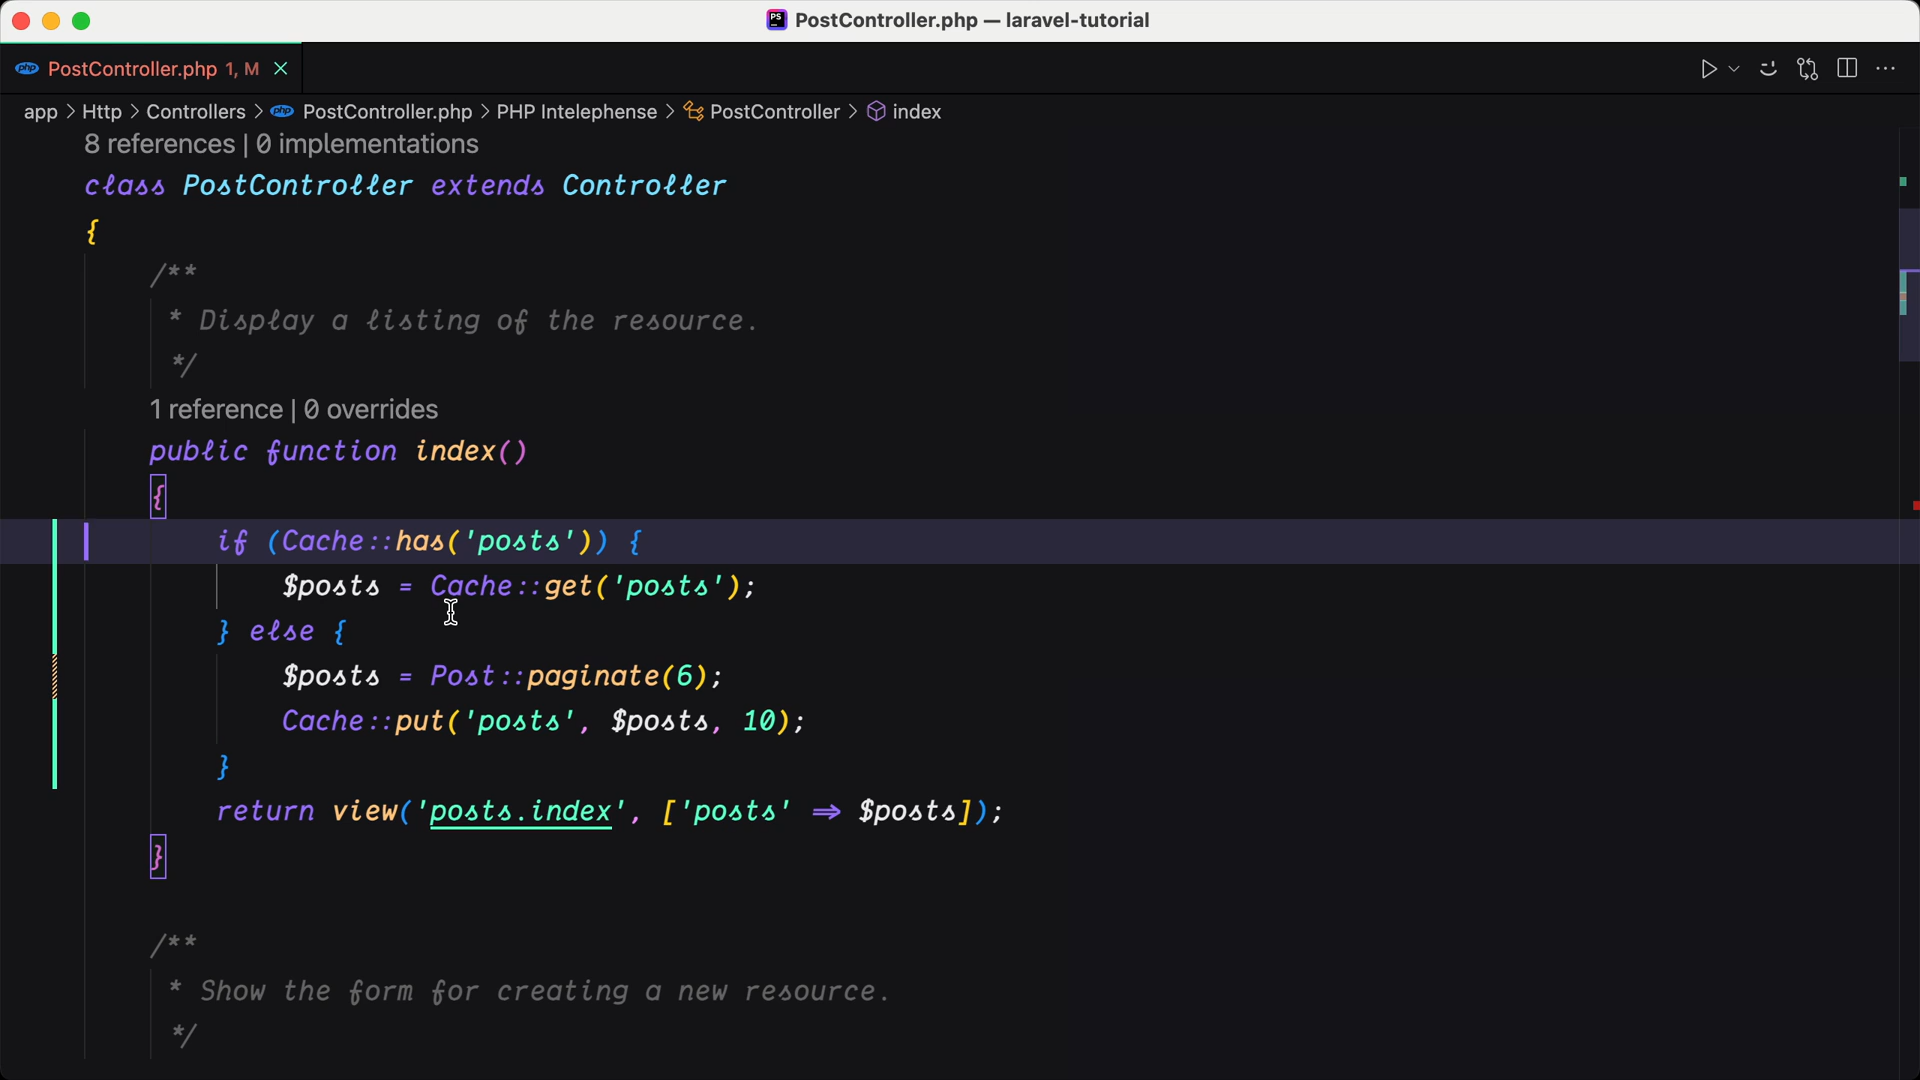 PS PostController.php — laravel-tutorial
php PostController.php 1, M
app > Http > Controllers > php PostController.php > PHP Intelephense > PostController > index
8 references | 0 implementations
class PostController extends Controller
{
/**
* Display a listing of the resource.
*/
1 reference | 0 overrides
public function index()
{
if (Cache::has('posts')) {
$posts = Cache::get('posts');
} else {
$posts = Post::paginate(6);
Cache::put('posts', $posts, 10);
}
return view('posts.index', ['posts' => $posts]);
}
/**
* Show the form for creating a new resource.
*/